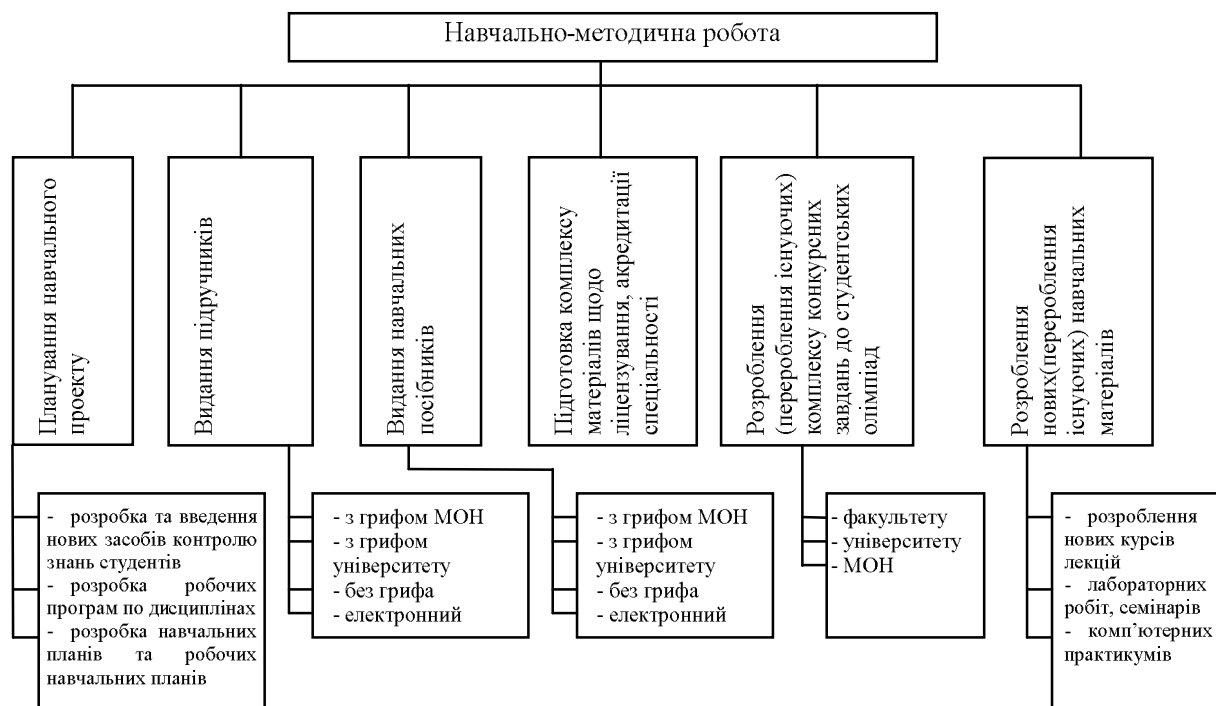 Навчально-методична робота
Планування навчального
проекту
Видання підручників
Видання навчальних
посібників
Підготовка комплексу
матеріалів щодо
ліцензування, акредитації
спеціальності
Розроблення
(перероблення існуючих)
комплексу конкурсних
завдань до студентських
олімпіад
Розроблення
нових(перероблення
існуючих) навчальних
матеріалів
- розробка та введення
нових засобів контролю
знань студентів
- розробка робочих
програм по дисциплінах
- розробка навчальних
планів та робочих
навчальних планів
- з грифом МОН
- з грифом
університету
- без грифа
- електронний
- з грифом МОН
- з грифом
університету
- без грифа
- електронний
- факультету
- університету
- МОН
- розроблення
нових курсів
лекцій
- лабораторних
робіт, семінарів
- комп’ютерних
практикумів